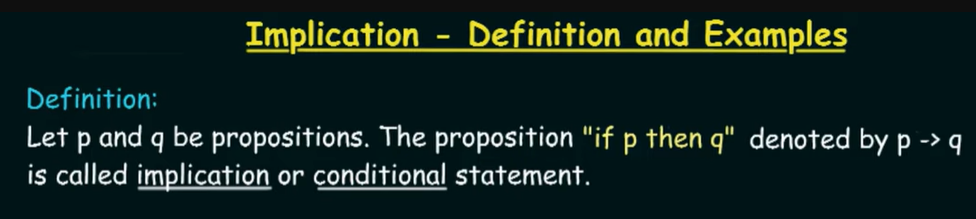 Implication - Definition and Examples
Definition:
Let p and q be propositions. The proposition "if p then q" denoted by p -> q
is called implication or conditional statement.